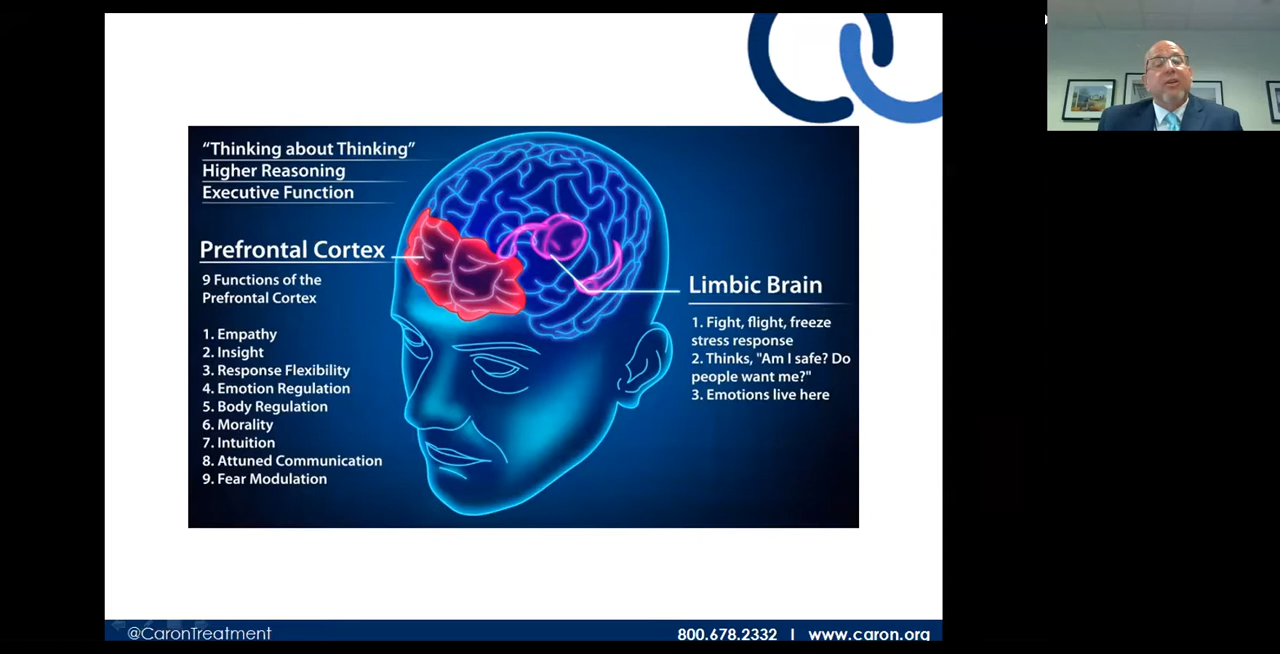 “Thinking about Thinking”
Higher Reasoning
Executive Function
Prefrontal Cortex
9 Functions of the
Prefrontal Cortex
1. Empathy
2. Insight
3. Response Flexibility
4. Emotion Regulation
5. Body Regulation
6. Morality
7. Intuition
8. Attuned Communication
9. Fear Modulation
Limbic Brain
1. Fight, flight, freeze
stress response
2. Thinks, "Am I safe? Do
people want me?"
3. Emotions live here
@CaronTreatment
800.678.2332 | www.caron.org